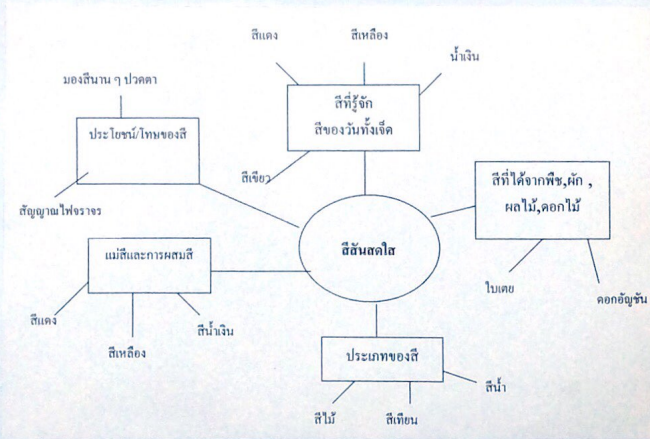 สีแดง
สีเหลือง
น้ำเงิน
สีที่รู้จัก
สีของวันทั้งเจ็ด
สีเขียว
มองสีนาน ๆ ปวดตา
ประโยชน์/โทษของสี
สัญญาณไฟจราจร
สีที่ได้จากพืช,ผัก ,
ผลไม้,ดอกไม้
ใบเตย
ดอกอัญชัน
สีสันสดใส
แม่สีและการผสมสี
สีแดง
สีเหลือง
สีน้ำเงิน
ประเภทของสี
สีไม้
สีเทียน
สีน้ำ